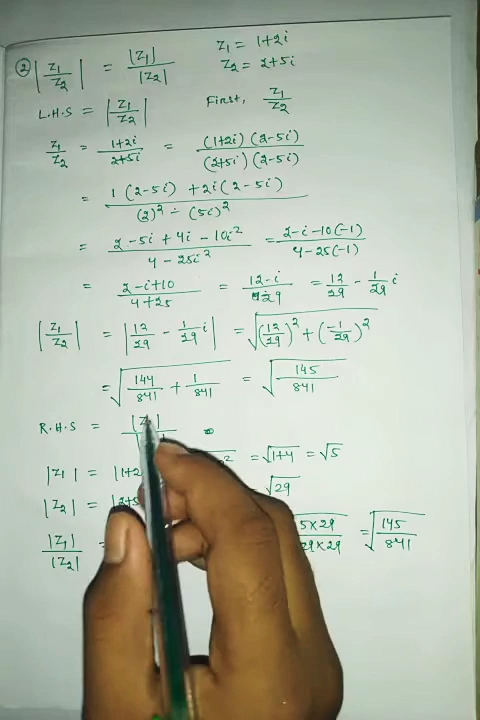 ② |z₁/z₂| = |z₁|/|z₂| z₁ = 1+2i
z₂ = 2+5i
L.H.S = |z₁/z₂| First, z₁/z₂
z₁/z₂ = (1+2i)/(2+5i) = (1+2i)(2-5i)/(2+5i)(2-5i)
= (1(2-5i) + 2i(2-5i))/((2)² - (5i)²)
= (2-5i+4i-10i²)/(4-25i²) = (2-i-10(-1))/(4-25(-1))
= (2-i+10)/(4+25) = (12-i)/29 = 12/29 - 1/29 i
|z₁/z₂| = |12/29 - 1/29 i| = √((12/29)² + (-1/29)²)
= √(144/841 + 1/841) = √(145/841)
R.H.S = |z₁|
|z₁| = |1+2 ² = √(1+4) = √5
|z₂| = |2+5 = √29
|z₁|/|z₂| = 5×29/29×29 = √(145/841)